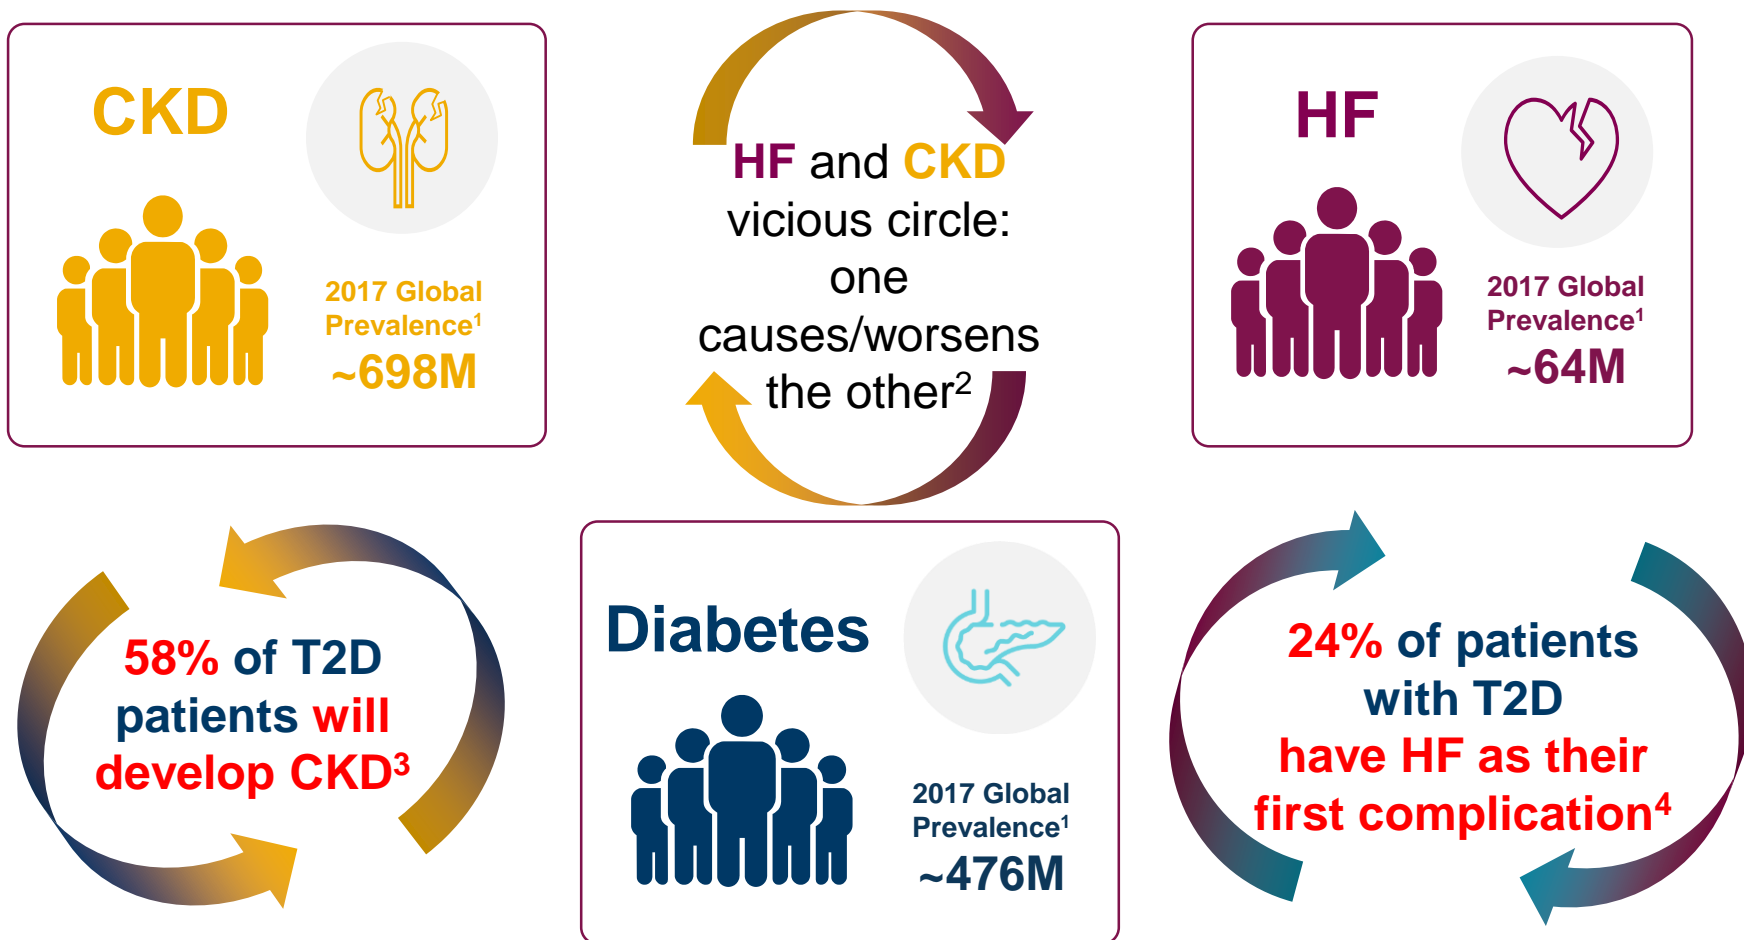 CKD
2017 Global
Prevalence¹
~698M
HF and CKD
vicious circle:
one
causes/worsens
the other²
HF
2017 Global
Prevalence¹
~64M
58% of T2D
patients will
develop CKD³
Diabetes
2017 Global
Prevalence¹
~476M
24% of patients
with T2D
have HF as their
first complication⁴